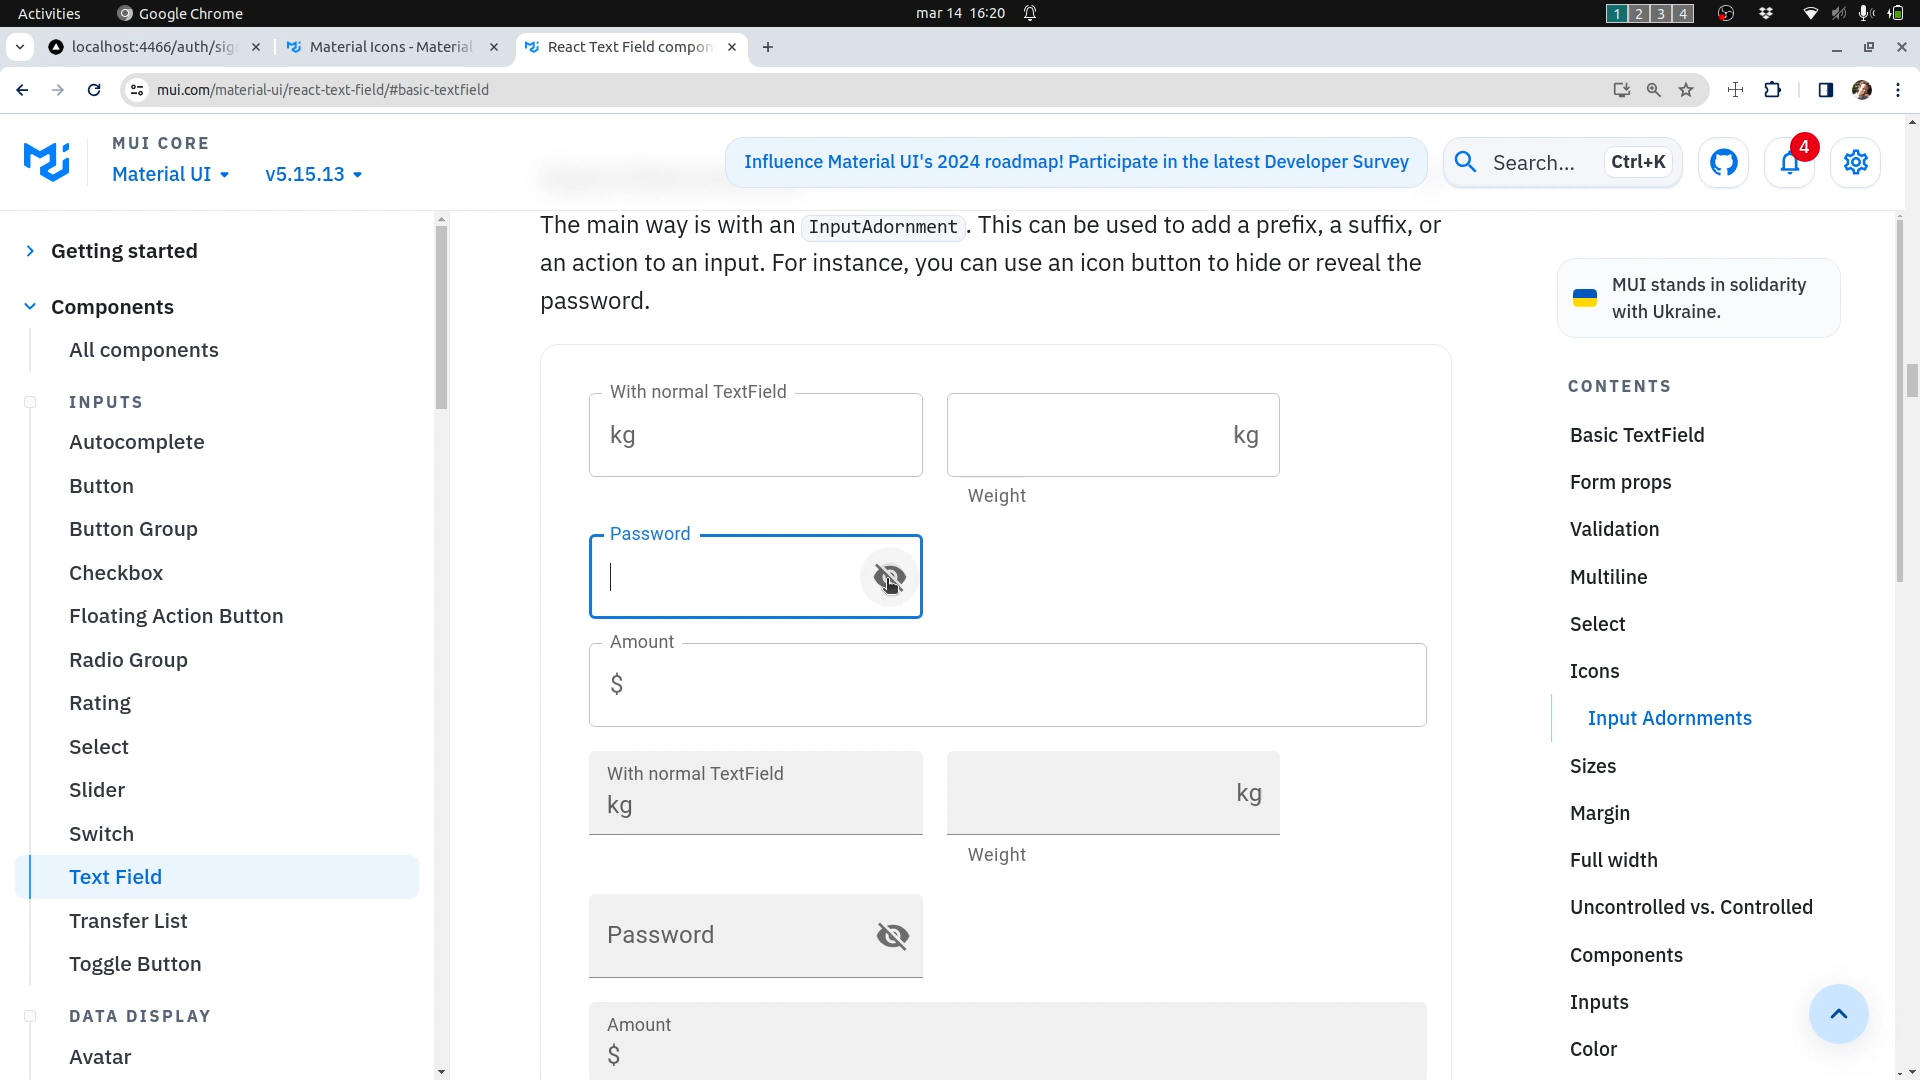 Activities
Google Chrome
mar 14 16:20
1 2 3 4
localhost:4466/auth/sig
Material Icons - Material
React Text Field compon
mui.com/material-ui/react-text-field/#basic-textfield
MUI CORE
Material UI
v5.15.13
Influence Material UI's 2024 roadmap! Participate in the latest Developer Survey
Search...
Ctrl+K
4
Getting started
Components
All components
INPUTS
Autocomplete
Button
Button Group
Checkbox
Floating Action Button
Radio Group
Rating
Select
Slider
Switch
Text Field
Transfer List
Toggle Button
DATA DISPLAY
Avatar
The main way is with an InputAdornment. This can be used to add a prefix, a suffix, or
an action to an input. For instance, you can use an icon button to hide or reveal the
password.
With normal TextField
kg
kg
Weight
Password
Amount
$
With normal TextField
kg
kg
Weight
Password
Amount
$
MUI stands in solidarity
with Ukraine.
CONTENTS
Basic TextField
Form props
Validation
Multiline
Select
Icons
Input Adornments
Sizes
Margin
Full width
Uncontrolled vs. Controlled
Components
Inputs
Color